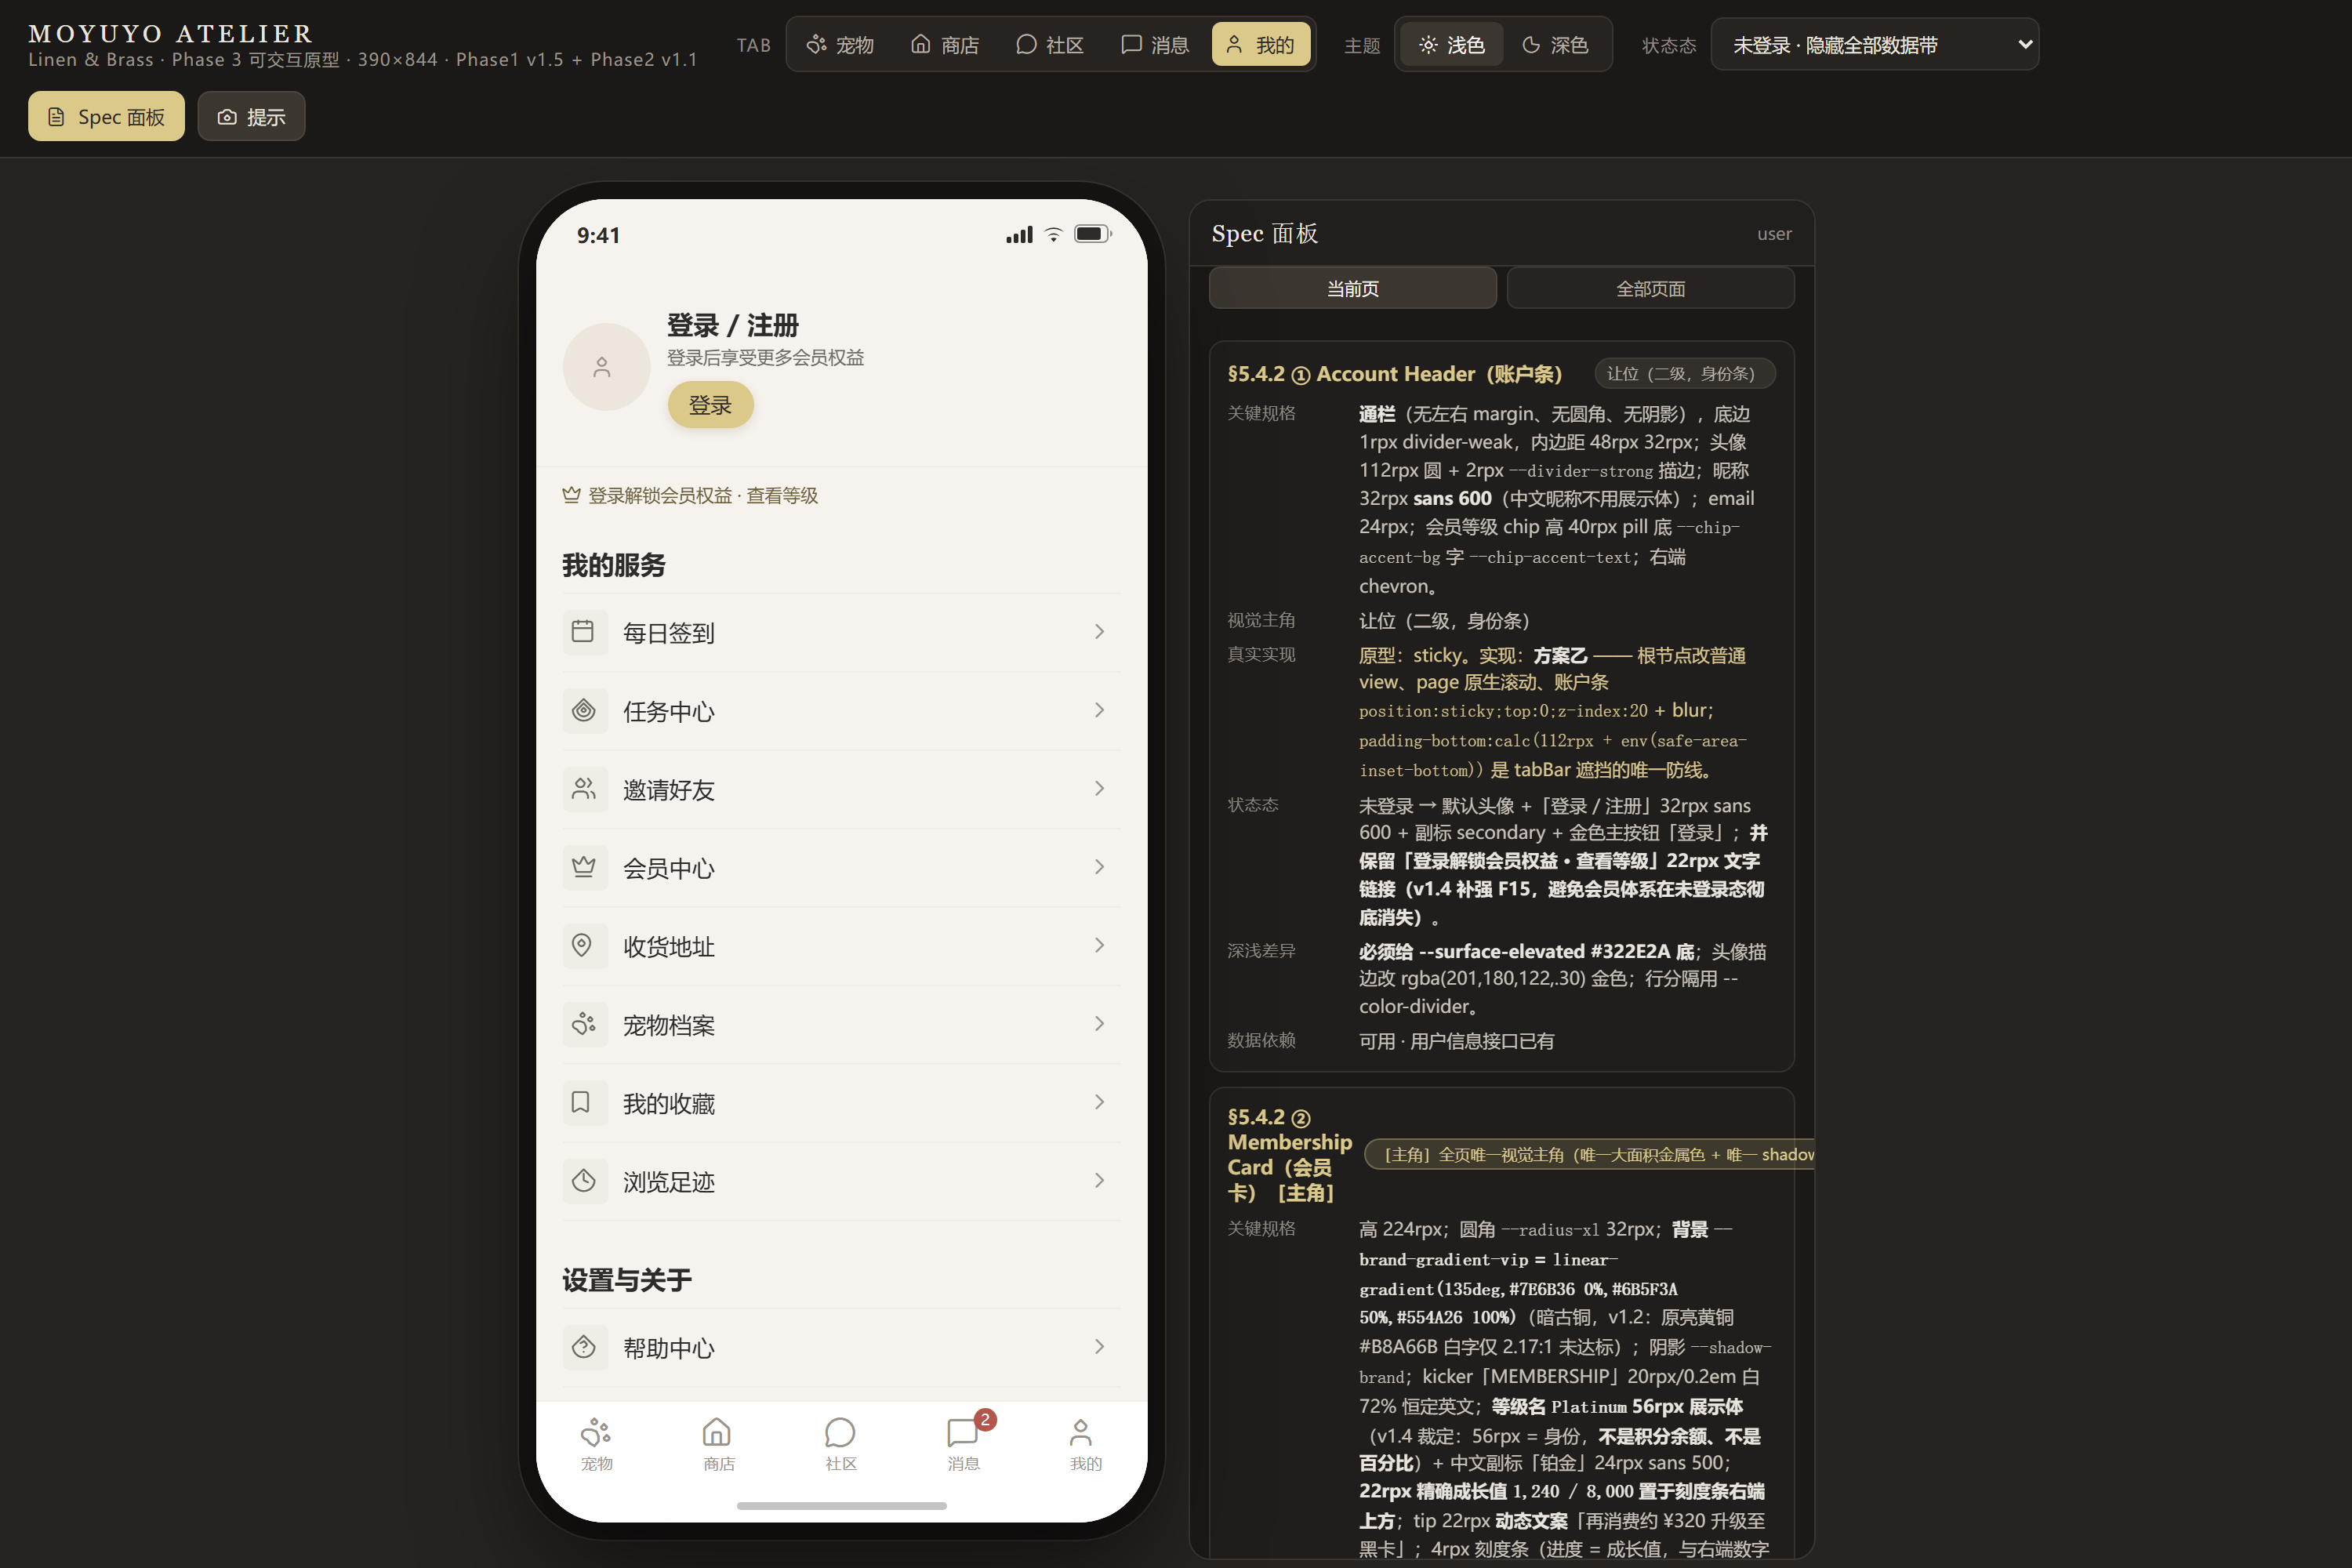 MOYUYO ATELIER
Linen & Brass · Phase 3 可交互原型 · 390×844 · Phase1 v1.5 + Phase2 v1.1
TAB
宠物
商店
社区
消息
我的
主题
浅色
深色
状态态
未登录 · 隐藏全部数据带
Spec 面板
提示
9:41
登录 / 注册
登录后享受更多会员权益
登录
登录解锁会员权益 · 查看等级
我的服务
每日签到
任务中心
邀请好友
会员中心
收货地址
宠物档案
我的收藏
浏览足迹
设置与关于
帮助中心
宠物
商店
社区
2
消息
我的
Spec 面板
user
当前页
全部页面
§5.4.2 ① Account Header（账户条）
让位（二级，身份条）
关键规格
通栏（无左右 margin、无圆角、无阴影），底边
1rpx divider-weak，内边距 48rpx 32rpx；头像
112rpx 圆 + 2rpx --divider-strong 描边；昵称
32rpx sans 600（中文昵称不用展示体）；email
24rpx；会员等级 chip 高 40rpx pill 底 --chip-
accent-bg 字 --chip-accent-text；右端
chevron。
视觉主角
让位（二级，身份条）
真实实现
原型：sticky。实现：方案乙 —— 根节点改普通
view、page 原生滚动、账户条
position:sticky;top:0;z-index:20 + blur；
padding-bottom:calc(112rpx + env(safe-area-
inset-bottom)) 是 tabBar 遮挡的唯一防线。
状态态
未登录 → 默认头像 +「登录 / 注册」32rpx sans
600 + 副标 secondary + 金色主按钮「登录」；并
保留「登录解锁会员权益 • 查看等级」22rpx 文字
链接（v1.4 补强 F15，避免会员体系在未登录态彻
底消失）。
深浅差异
必须给 --surface-elevated #322E2A 底；头像描
边改 rgba(201,180,122,.30) 金色；行分隔用 --
color-divider。
数据依赖
可用 · 用户信息接口已有
§5.4.2 ②
Membership
Card（会员
卡）［主角］
［主角］全页唯一视觉主角（唯一大面积金属色 + 唯一 shadow
关键规格
高 224rpx；圆角 --radius-xl 32rpx；背景 --
brand-gradient-vip = linear-
gradient(135deg,#7E6B36 0%,#6B5F3A
50%,#554A26 100%)（暗古铜，v1.2：原亮黄铜
#B8A66B 白字仅 2.17:1 未达标）；阴影 --shadow-
brand；kicker「MEMBERSHIP」20rpx/0.2em 白
72% 恒定英文；等级名 Platinum 56rpx 展示体
（v1.4 裁定：56rpx = 身份，不是积分余额、不是
百分比）+ 中文副标「铂金」24rpx sans 500；
22rpx 精确成长值 1,240 / 8,000 置于刻度条右端
上方；tip 22rpx 动态文案「再消费约 ¥320 升级至
黑卡」；4rpx 刻度条（进度 = 成长值，与右端数字